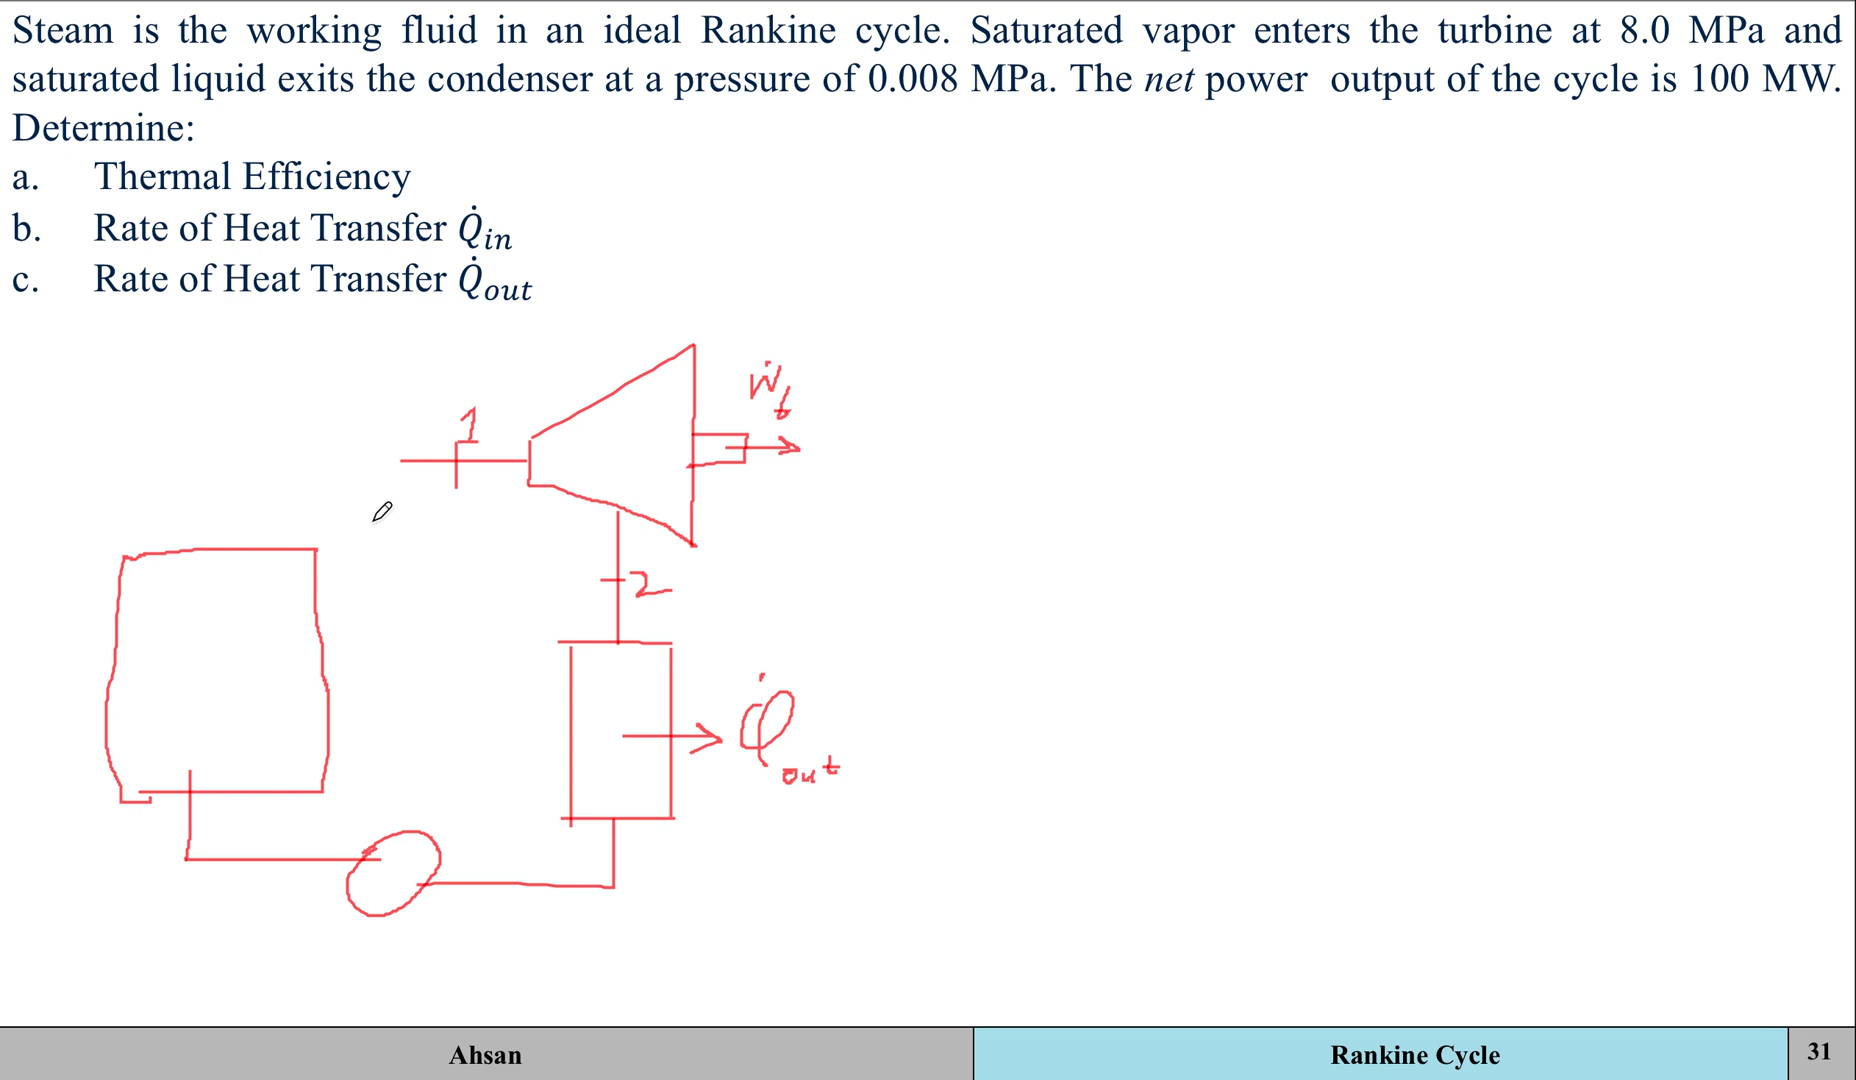 Steam is the working fluid in an ideal Rankine cycle. Saturated vapor enters the turbine at 8.0 MPa and
saturated liquid exits the condenser at a pressure of 0.008 MPa. The net power output of the cycle is 100 MW.
Determine:
a. Thermal Efficiency
b. Rate of Heat Transfer Q̇in
c. Rate of Heat Transfer Q̇out
Ẇt
1
2
Q̇out
Ahsan
Rankine Cycle
31